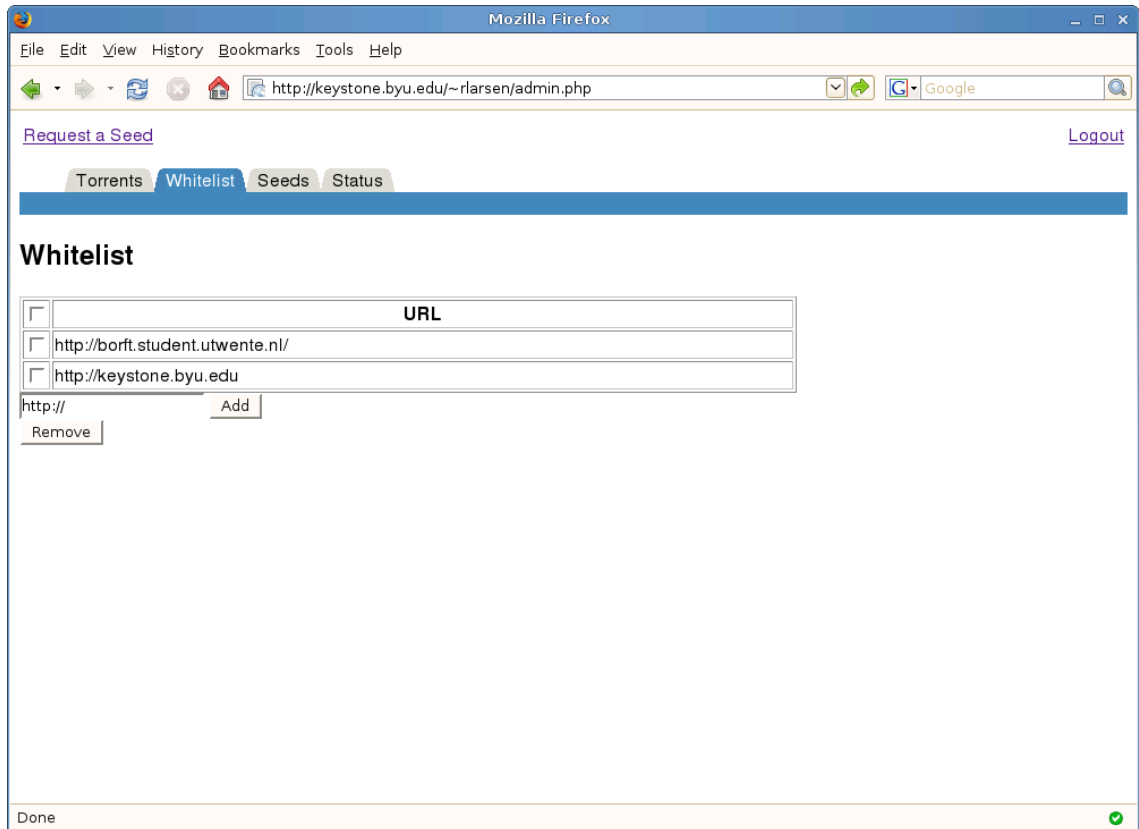 Mozilla Firefox
File Edit View History Bookmarks Tools Help
http://keystone.byu.edu/~rlarsen/admin.php G Google
Request a Seed Logout
Torrents Whitelist Seeds Status
Whitelist
URL
http://borft.student.utwente.nl/
http://keystone.byu.edu
http:// Add
Remove
Done